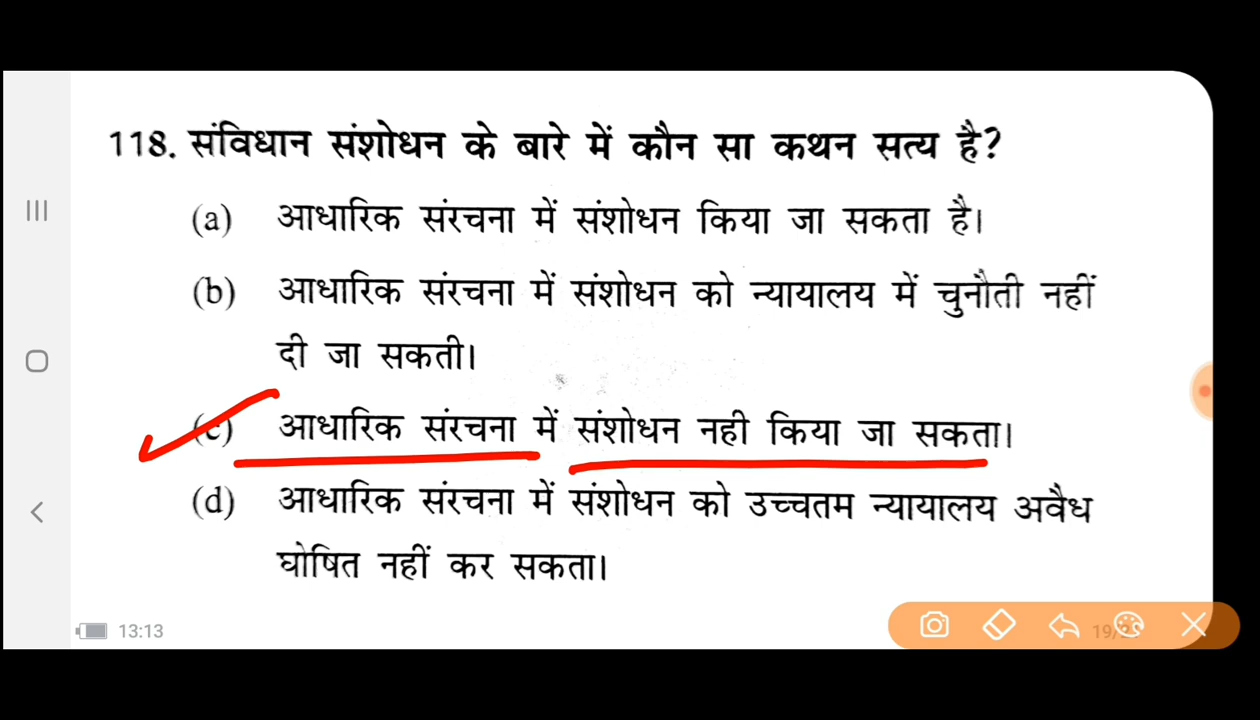 118. संविधान संशोधन के बारे में कौन सा कथन सत्य है?
(a) आधारिक संरचना में संशोधन किया जा सकता है।
(b) आधारिक संरचना में संशोधन को न्यायालय में चुनौती नहीं
दी जा सकती।
(c) आधारिक संरचना में संशोधन नही किया जा सकता।
(d) आधारिक संरचना में संशोधन को उच्चतम न्यायालय अवैध
घोषित नहीं कर सकता।
13:13